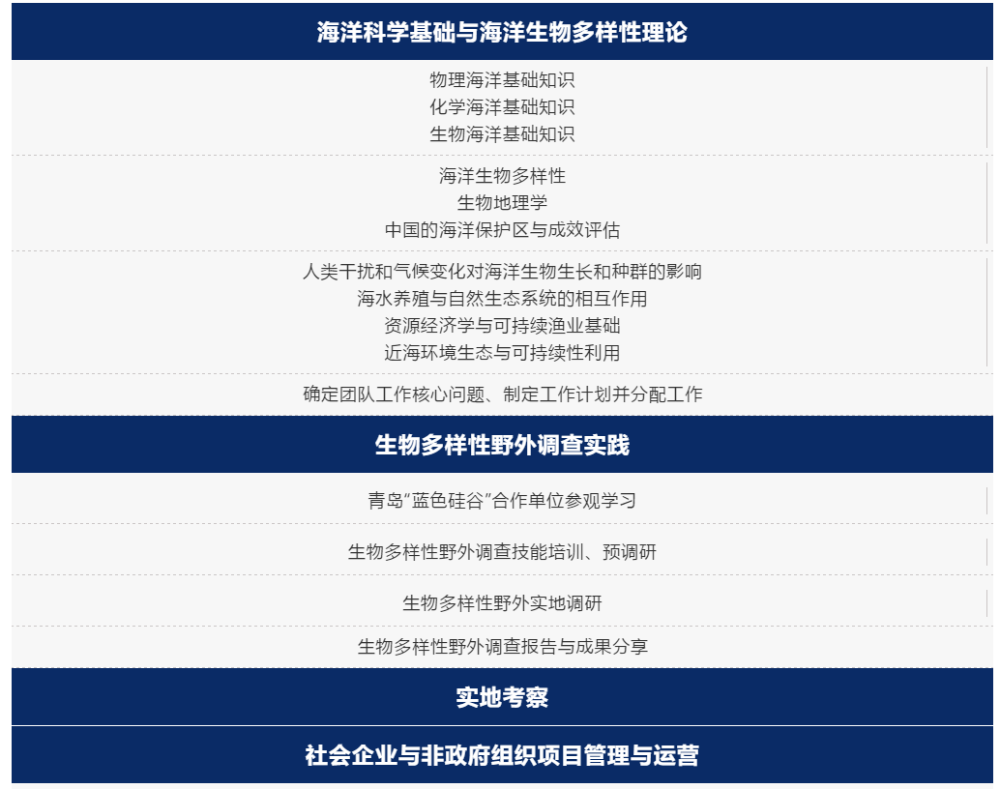 海洋科学基础与海洋生物多样性理论
物理海洋基础知识
化学海洋基础知识
生物海洋基础知识
海洋生物多样性
生物地理学
中国的海洋保护区与成效评估
人类干扰和气候变化对海洋生物生长和种群的影响
海水养殖与自然生态系统的相互作用
资源经济学与可持续渔业基础
近海环境生态与可持续性利用
确定团队工作核心问题、制定工作计划并分配工作
生物多样性野外调查实践
青岛“蓝色硅谷”合作单位参观学习
生物多样性野外调查技能培训、预调研
生物多样性野外实地调研
生物多样性野外调查报告与成果分享
实地考察
社会企业与非政府组织项目管理与运营